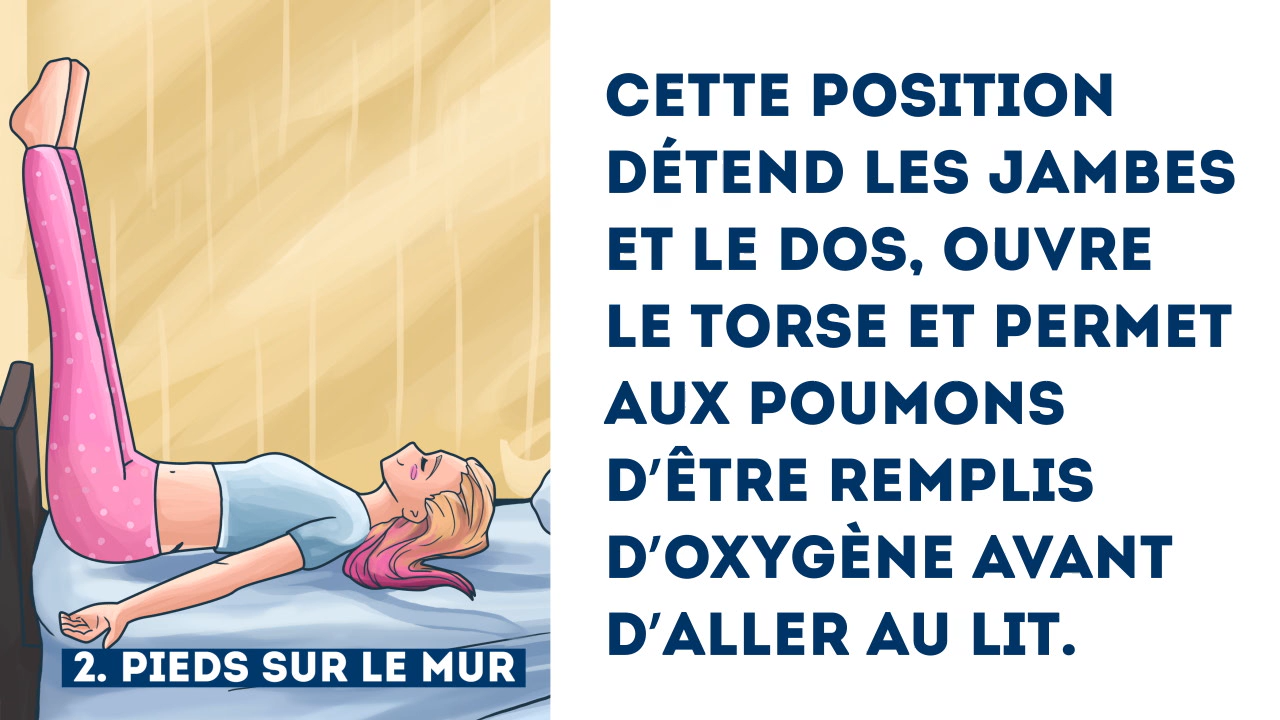 CETTE POSITION
DÉTEND LES JAMBES
ET LE DOS, OUVRE
LE TORSE ET PERMET
AUX POUMONS
D’ÊTRE REMPLIS
D’OXYGÈNE AVANT
D’ALLER AU LIT.
2. PIEDS SUR LE MUR